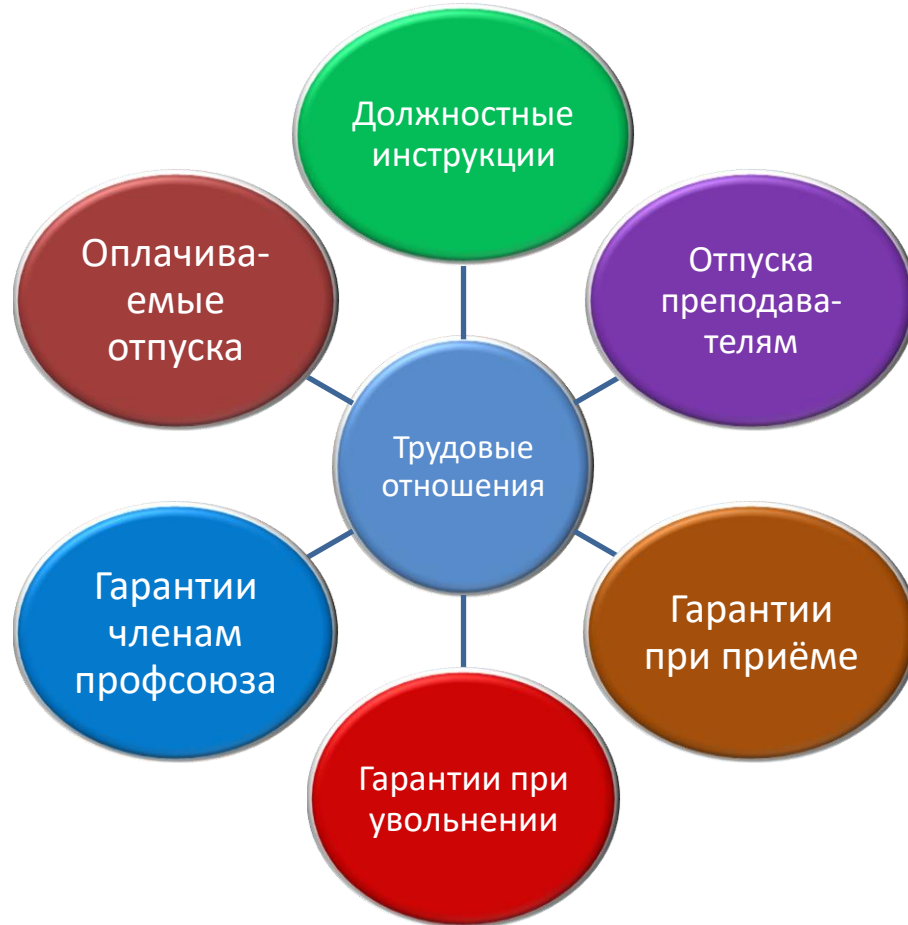 Должностные
инструкции
Оплачива-
емые
отпуска
Отпуска
преподава-
телям
Трудовые
отношения
Гарантии
членам
профсоюза
Гарантии
при приёме
Гарантии при
увольнении